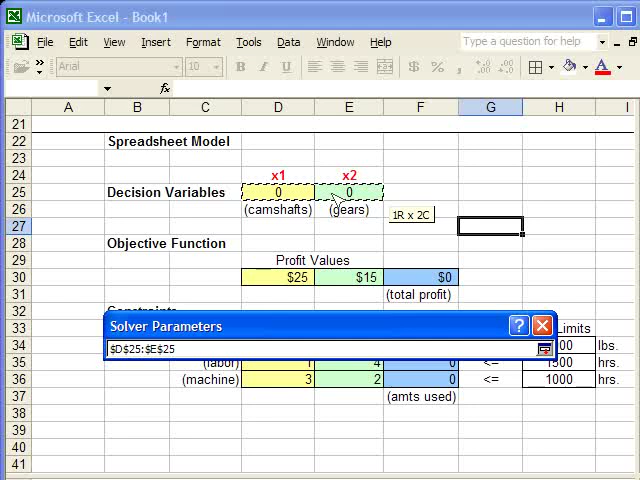 Microsoft Excel - Book1
File Edit View Insert Format Tools Data Window Help Type a question for help
Arial 10 B I U $ % ,
fx
A B C D E F G H I
21
22 Spreadsheet Model
23
24 x1 x2
25 Decision Variables 0 0
26 (camshafts) (gears) 1R x 2C
27
28 Objective Function
29 Profit Values
30 $25 $15 $0
31 (total profit)
32 Constraints
33 Solver Parameters ? Limits
34 $D$25:$E$25 lbs.
35 (labor) 1 4 0 <= 1500 hrs.
36 (machine) 3 2 0 <= 1000 hrs.
37 (amts used)
38
39
40
41